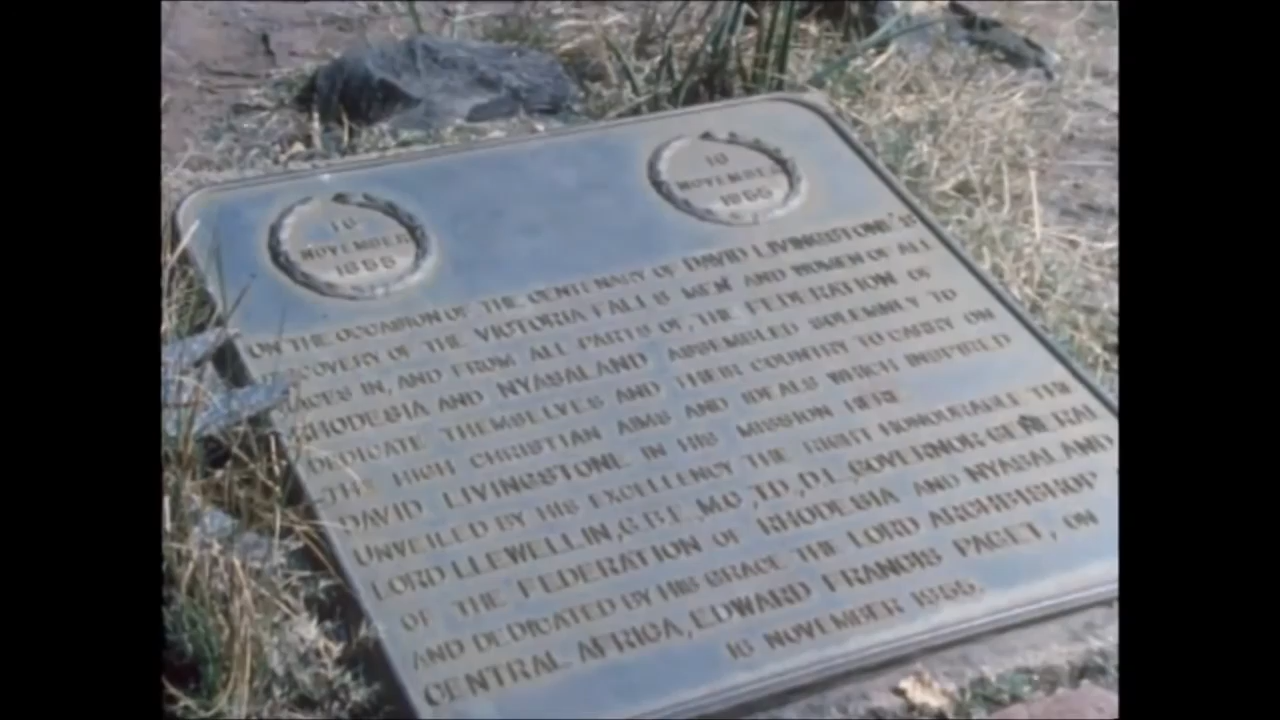 16
NOVEMBER
1855
16
NOVEMBER
1955
ON THE OCCASION OF THE CENTENARY OF DAVID LIVINGSTONE'S
DISCOVERY OF THE VICTORIA FALLS MEN AND WOMEN OF ALL
RACES IN, AND FROM ALL PARTS OF, THE FEDERATION OF
RHODESIA AND NYASALAND ASSEMBLED SOLEMNLY TO
DEDICATE THEMSELVES AND THEIR COUNTRY TO CARRY ON
THE HIGH CHRISTIAN AIMS AND IDEALS WHICH INSPIRED
DAVID LIVINGSTONE IN HIS MISSION HERE
UNVEILED BY HIS EXCELLENCY THE RIGHT HONOURABLE THE
LORD LLEWELLIN, G.B.E., M.C., T.D., D.L., GOVERNOR-GENERAL
OF THE FEDERATION OF RHODESIA AND NYASALAND
AND DEDICATED BY HIS GRACE THE LORD ARCHBISHOP
CENTRAL AFRICA, EDWARD FRANCIS PAGET, ON
16 NOVEMBER 1955.